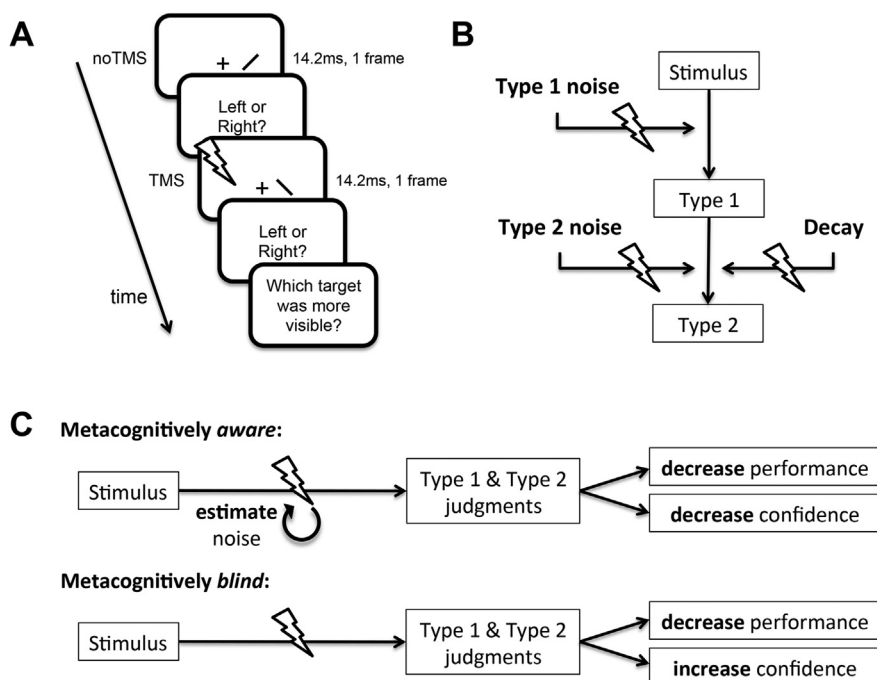 A
noTMS
14.2ms, 1 frame
Left or
Right?
TMS
14.2ms, 1 frame
Left or
Right?
Which target
was more
visible?
time
B
Stimulus
Type 1 noise
Type 1
Type 2 noise
Decay
Type 2
C
Metacognitively aware:
Stimulus
estimate
noise
Type 1 & Type 2
judgments
decrease performance
decrease confidence
Metacognitively blind:
Stimulus
Type 1 & Type 2
judgments
decrease performance
increase confidence